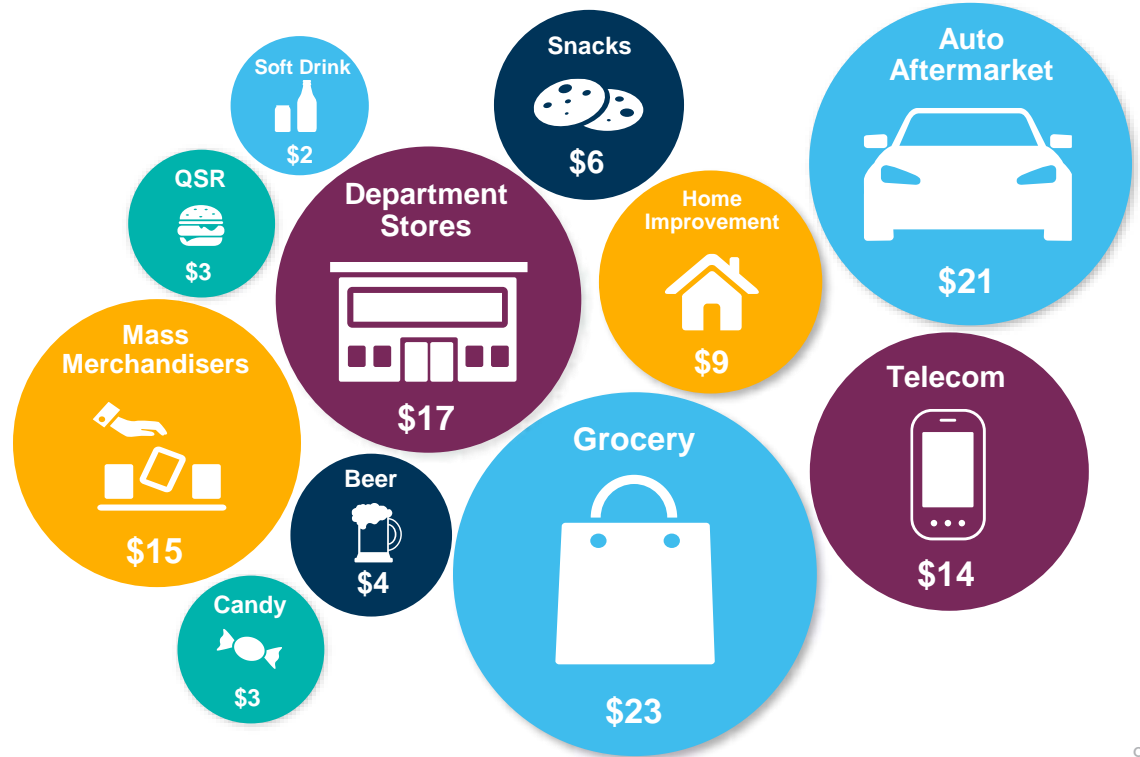 Soft Drink
$2
Snacks
$6
Auto
Aftermarket
$21
QSR
$3
Department
Stores
$17
Home
Improvement
$9
Mass
Merchandisers
$15
Telecom
$14
Grocery
$23
Beer
$4
Candy
$3